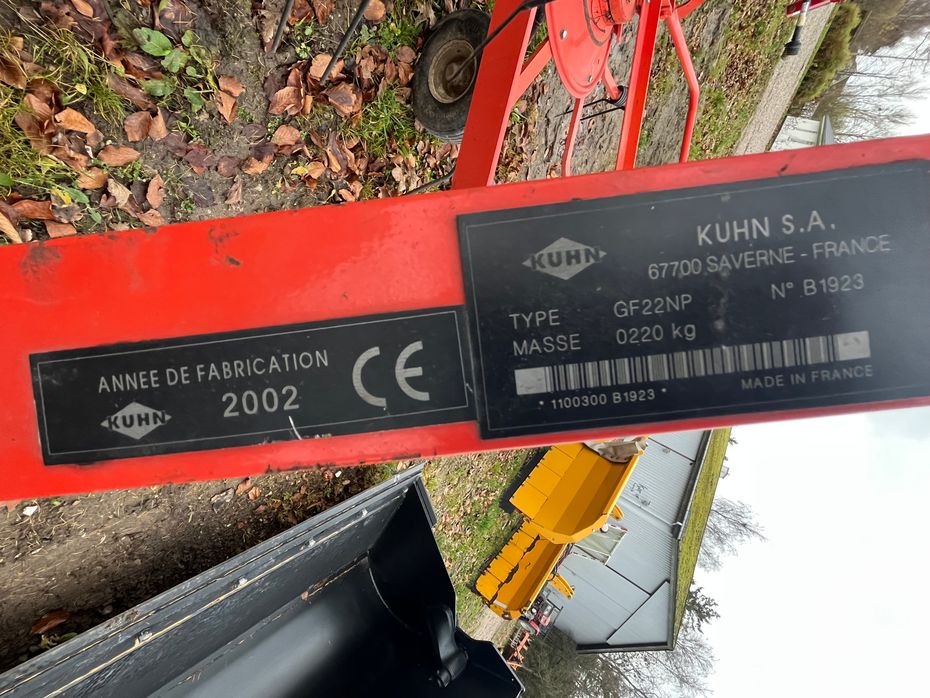 ANNEE DE FABRICATION
KUHN
2002
CE
KUHN
KUHN S.A.
67700 SAVERNE - FRANCE
TYPE GF22NP N° B1923
MASSE 0220 kg
* 1100300 B1923 *
MADE IN FRANCE